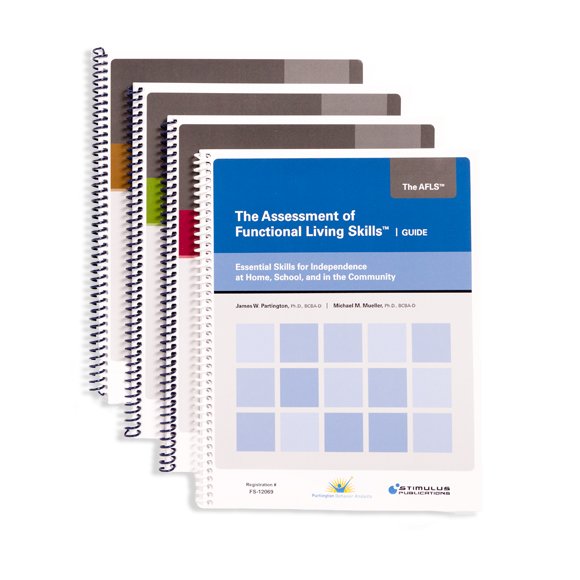 The AFLS™
The Assessment of
Functional Living Skills™ | GUIDE
Essential Skills for Independence
at Home, School, and in the Community
James W. Partington, Ph.D., BCBA-D | Michael M. Mueller, Ph.D., BCBA-D
Registration #
FS-12069
Partington Behavior Analysts
STIMULUS
PUBLICATIONS